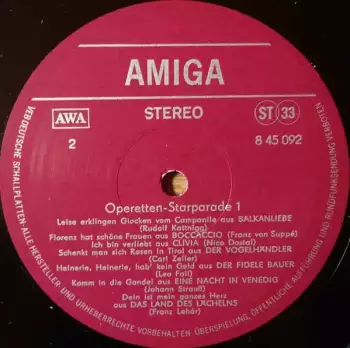 AMIGA
AWA
STEREO
ST 33
2
8 45 092
Operetten-Starparade 1
Leise erklingen Glocken vom Campanile aus BALKANLIEBE
(Rudolf Kattnigg)
Florenz hat schöne Frauen aus BOCCACCIO (Franz von Suppé)
Ich bin verliebt aus CLIVIA (Nico Dostal)
Schenkt man sich Rosen in Tirol aus DER VOGELHÄNDLER
(Carl Zeller)
Heinerle, Heinerle, hab' kein Geld aus DER FIDELE BAUER
(Leo Fall)
Komm in die Gondel aus EINE NACHT IN VENEDIG
(Johann Strauß)
Dein ist mein ganzes Herz
aus DAS LAND DES LÄCHELNS
(Franz Lehár)
VEB DEUTSCHE SCHALLPLATTEN · ALLE HERSTELLER- UND URHEBERRECHTE VORBEHALTEN · ÜBERSPIELUNG, ÖFFENTLICHE AUFFÜHRUNG UND RUNDFUNKSENDUNG VERBOTEN